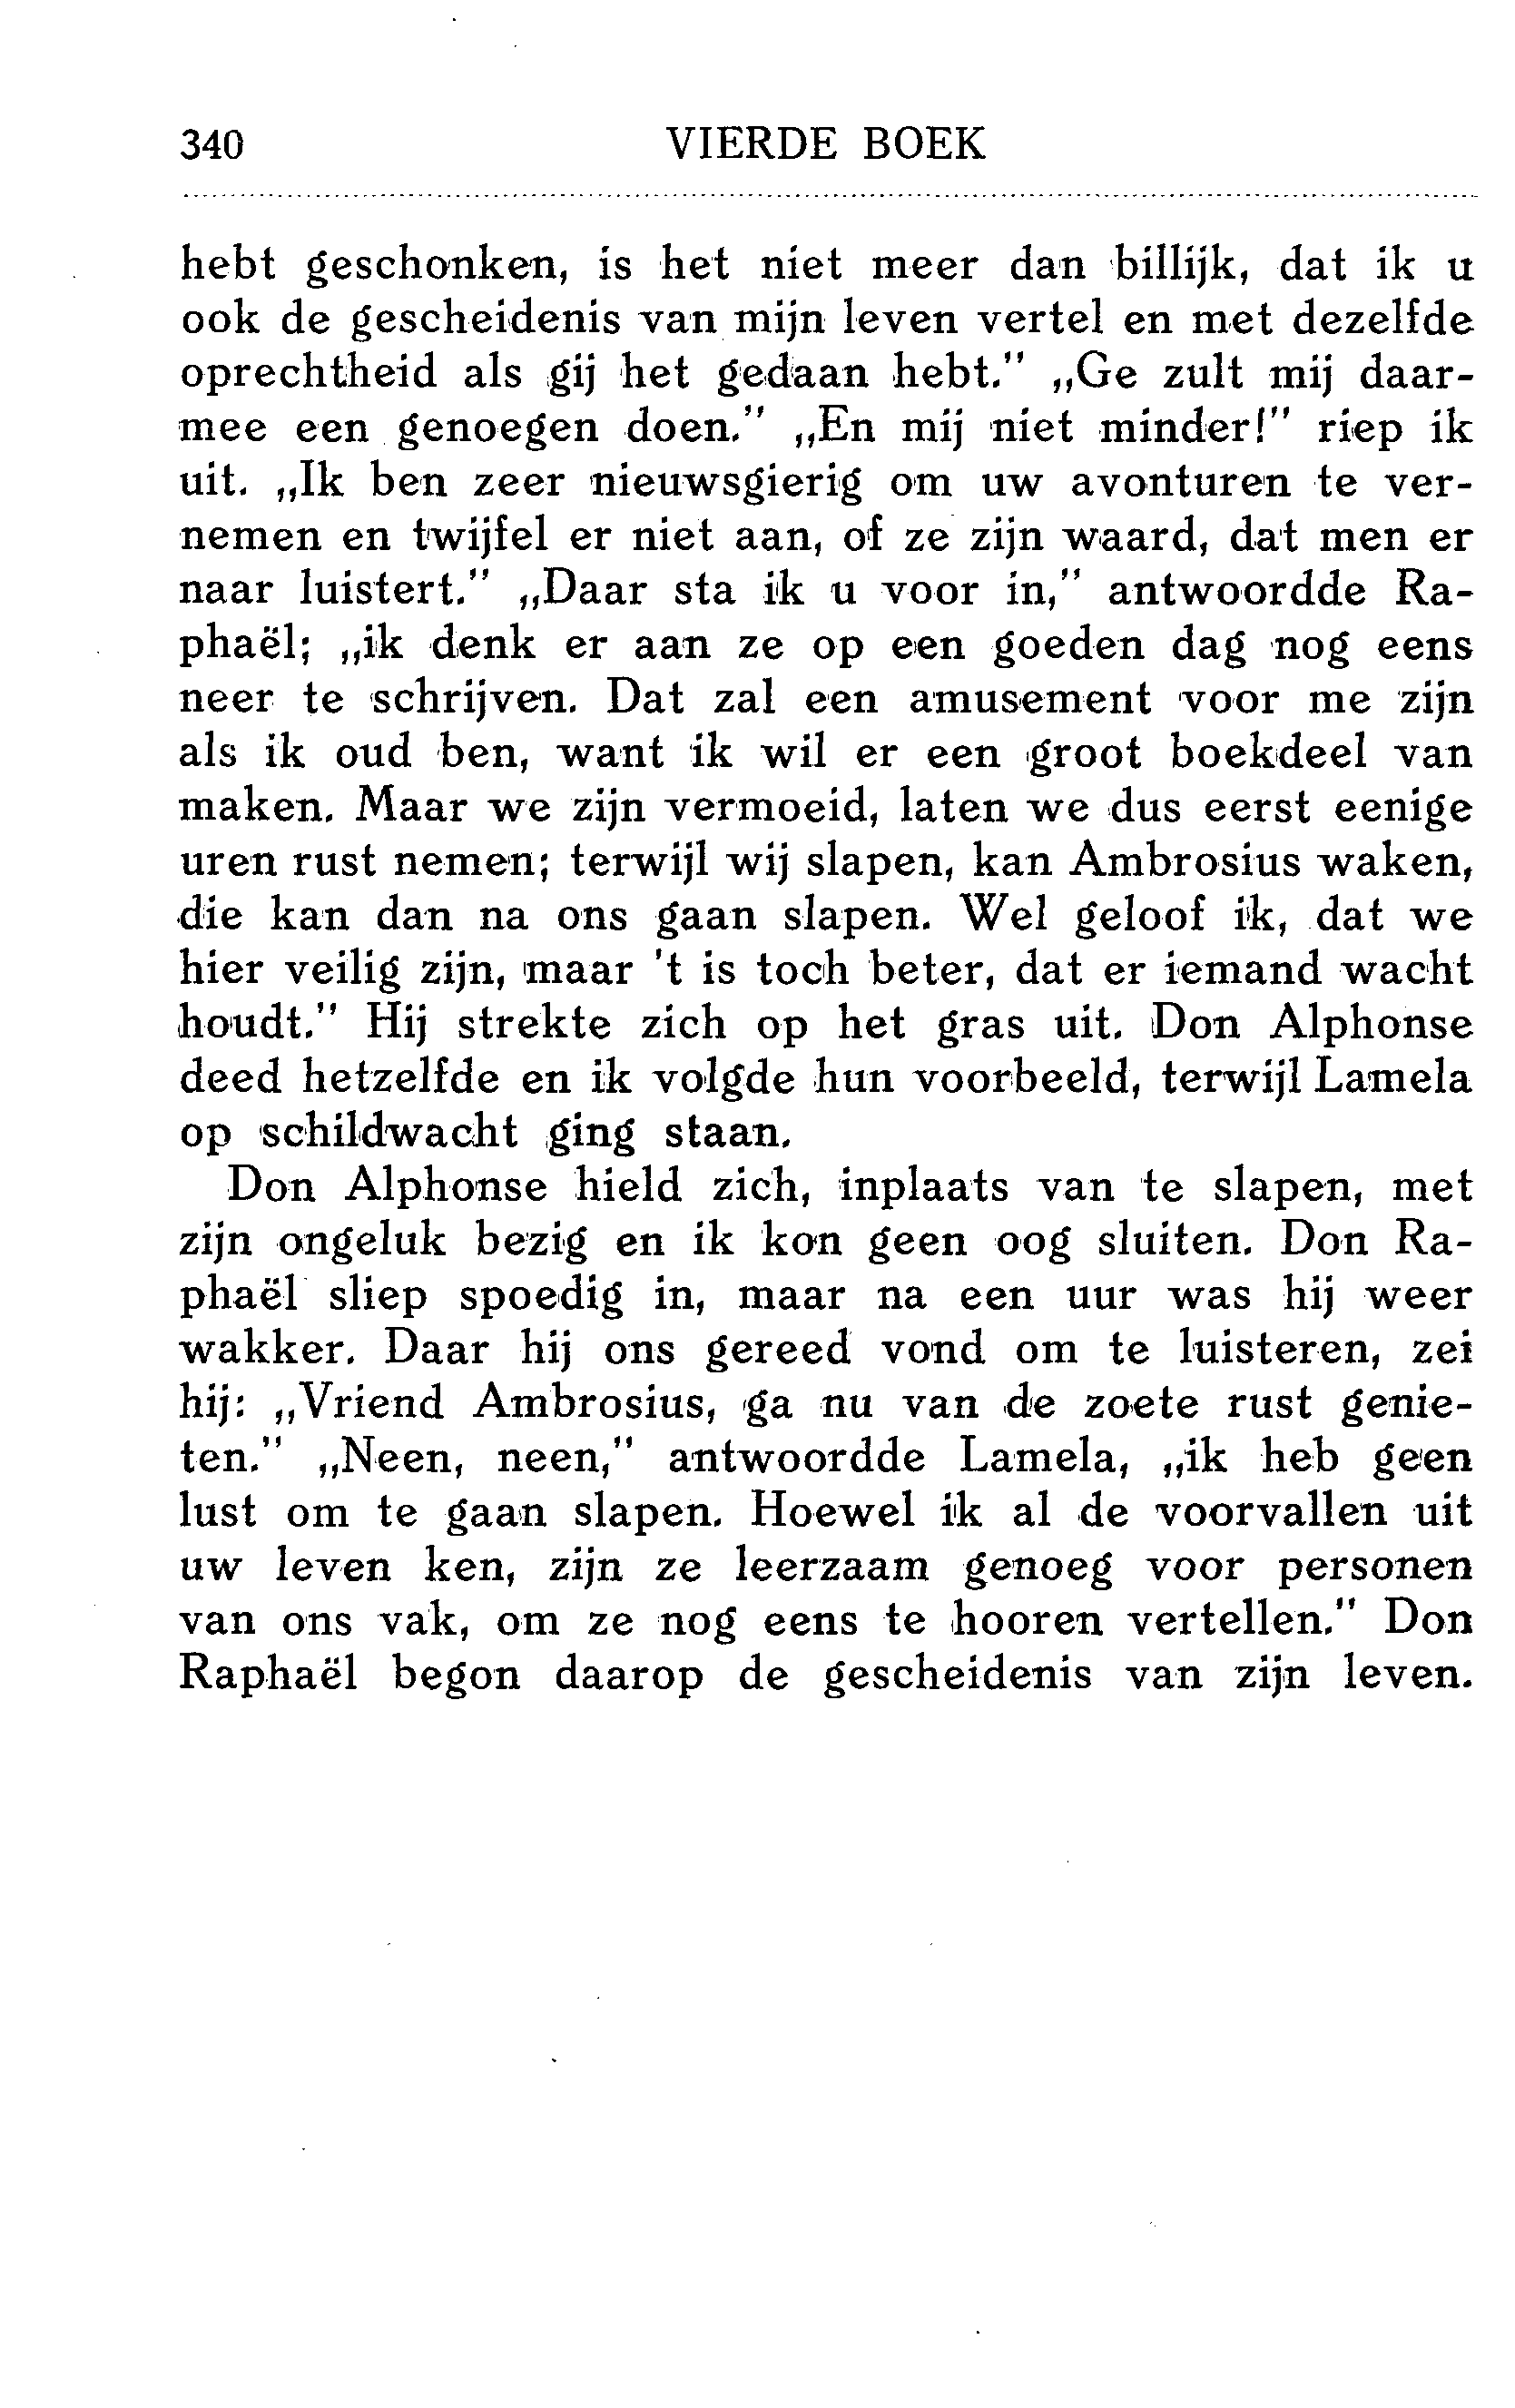 340 VIERDE BOEK
hebt geschonken, is het niet meer dan billijk, dat ik u
ook de gescheidenis van mijn leven vertel en met dezelfde
oprechtheid als gij het gedaan hebt.” „Ge zult mij daar-
mee een genoegen doen.” „En mij niet minder!” riep ik
uit. „Ik ben zeer nieuwsgierig om uw avonturen te ver-
nemen en twijfel er niet aan, of ze zijn waard, dat men er
naar luistert.” „Daar sta ik u voor in,” antwoordde Ra-
phaël; „ik denk er aan ze op een goeden dag nog eens
neer te schrijven. Dat zal een amusement voor me zijn
als ik oud ben, want ik wil er een groot boekdeel van
maken. Maar we zijn vermoeid, laten we dus eerst eenige
uren rust nemen; terwijl wij slapen, kan Ambrosius waken,
die kan dan na ons gaan slapen. Wel geloof ik, dat we
hier veilig zijn, maar 't is toch beter, dat er iemand wacht
houdt.” Hij strekte zich op het gras uit. Don Alphonse
deed hetzelfde en ik volgde hun voorbeeld, terwijl Lamela
op schildwacht ging staan.
Don Alphonse hield zich, inplaats van te slapen, met
zijn ongeluk bezig en ik kon geen oog sluiten. Don Ra-
phaël sliep spoedig in, maar na een uur was hij weer
wakker. Daar hij ons gereed vond om te luisteren, zei
hij: „Vriend Ambrosius, ga nu van de zoete rust genie-
ten.” „Neen, neen,” antwoordde Lamela, „ik heb geen
lust om te gaan slapen. Hoewel ik al de voorvallen uit
uw leven ken, zijn ze leerzaam genoeg voor personen
van ons vak, om ze nog eens te hooren vertellen.” Don
Raphaël begon daarop de gescheidenis van zijn leven.